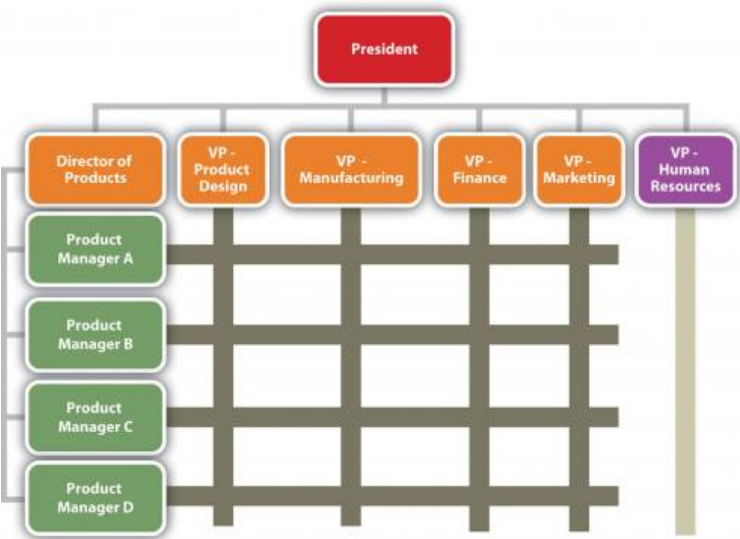 President
Director of
Products
VP -
Product
Design
VP -
Manufacturing
VP -
Finance
VP -
Marketing
VP -
Human
Resources
Product
Manager A
Product
Manager B
Product
Manager C
Product
Manager D